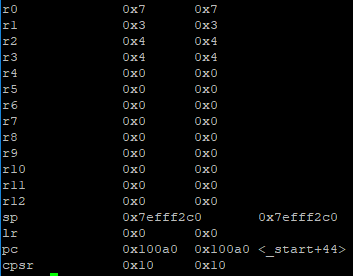 r0 0x7 0x7
r1 0x3 0x3
r2 0x4 0x4
r3 0x4 0x4
r4 0x0 0x0
r5 0x0 0x0
r6 0x0 0x0
r7 0x0 0x0
r8 0x0 0x0
r9 0x0 0x0
r10 0x0 0x0
r11 0x0 0x0
r12 0x0 0x0
sp 0x7efff2c0 0x7efff2c0
lr 0x0 0x0
pc 0x100a0 0x100a0 <_start+44>
cpsr 0x10 0x10